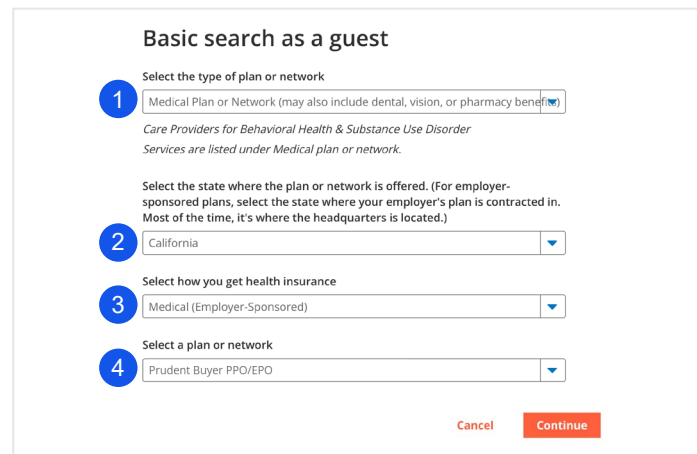 Basic search as a guest
Select the type of plan or network
1
Medical Plan or Network (may also include dental, vision, or pharmacy benefits)
Care Providers for Behavioral Health & Substance Use Disorder
Services are listed under Medical plan or network.
Select the state where the plan or network is offered. (For employer-
sponsored plans, select the state where your employer's plan is contracted in.
Most of the time, it's where the headquarters is located.)
2
California
Select how you get health insurance
3
Medical (Employer-Sponsored)
Select a plan or network
4
Prudent Buyer PPO/EPO
Cancel
Continue